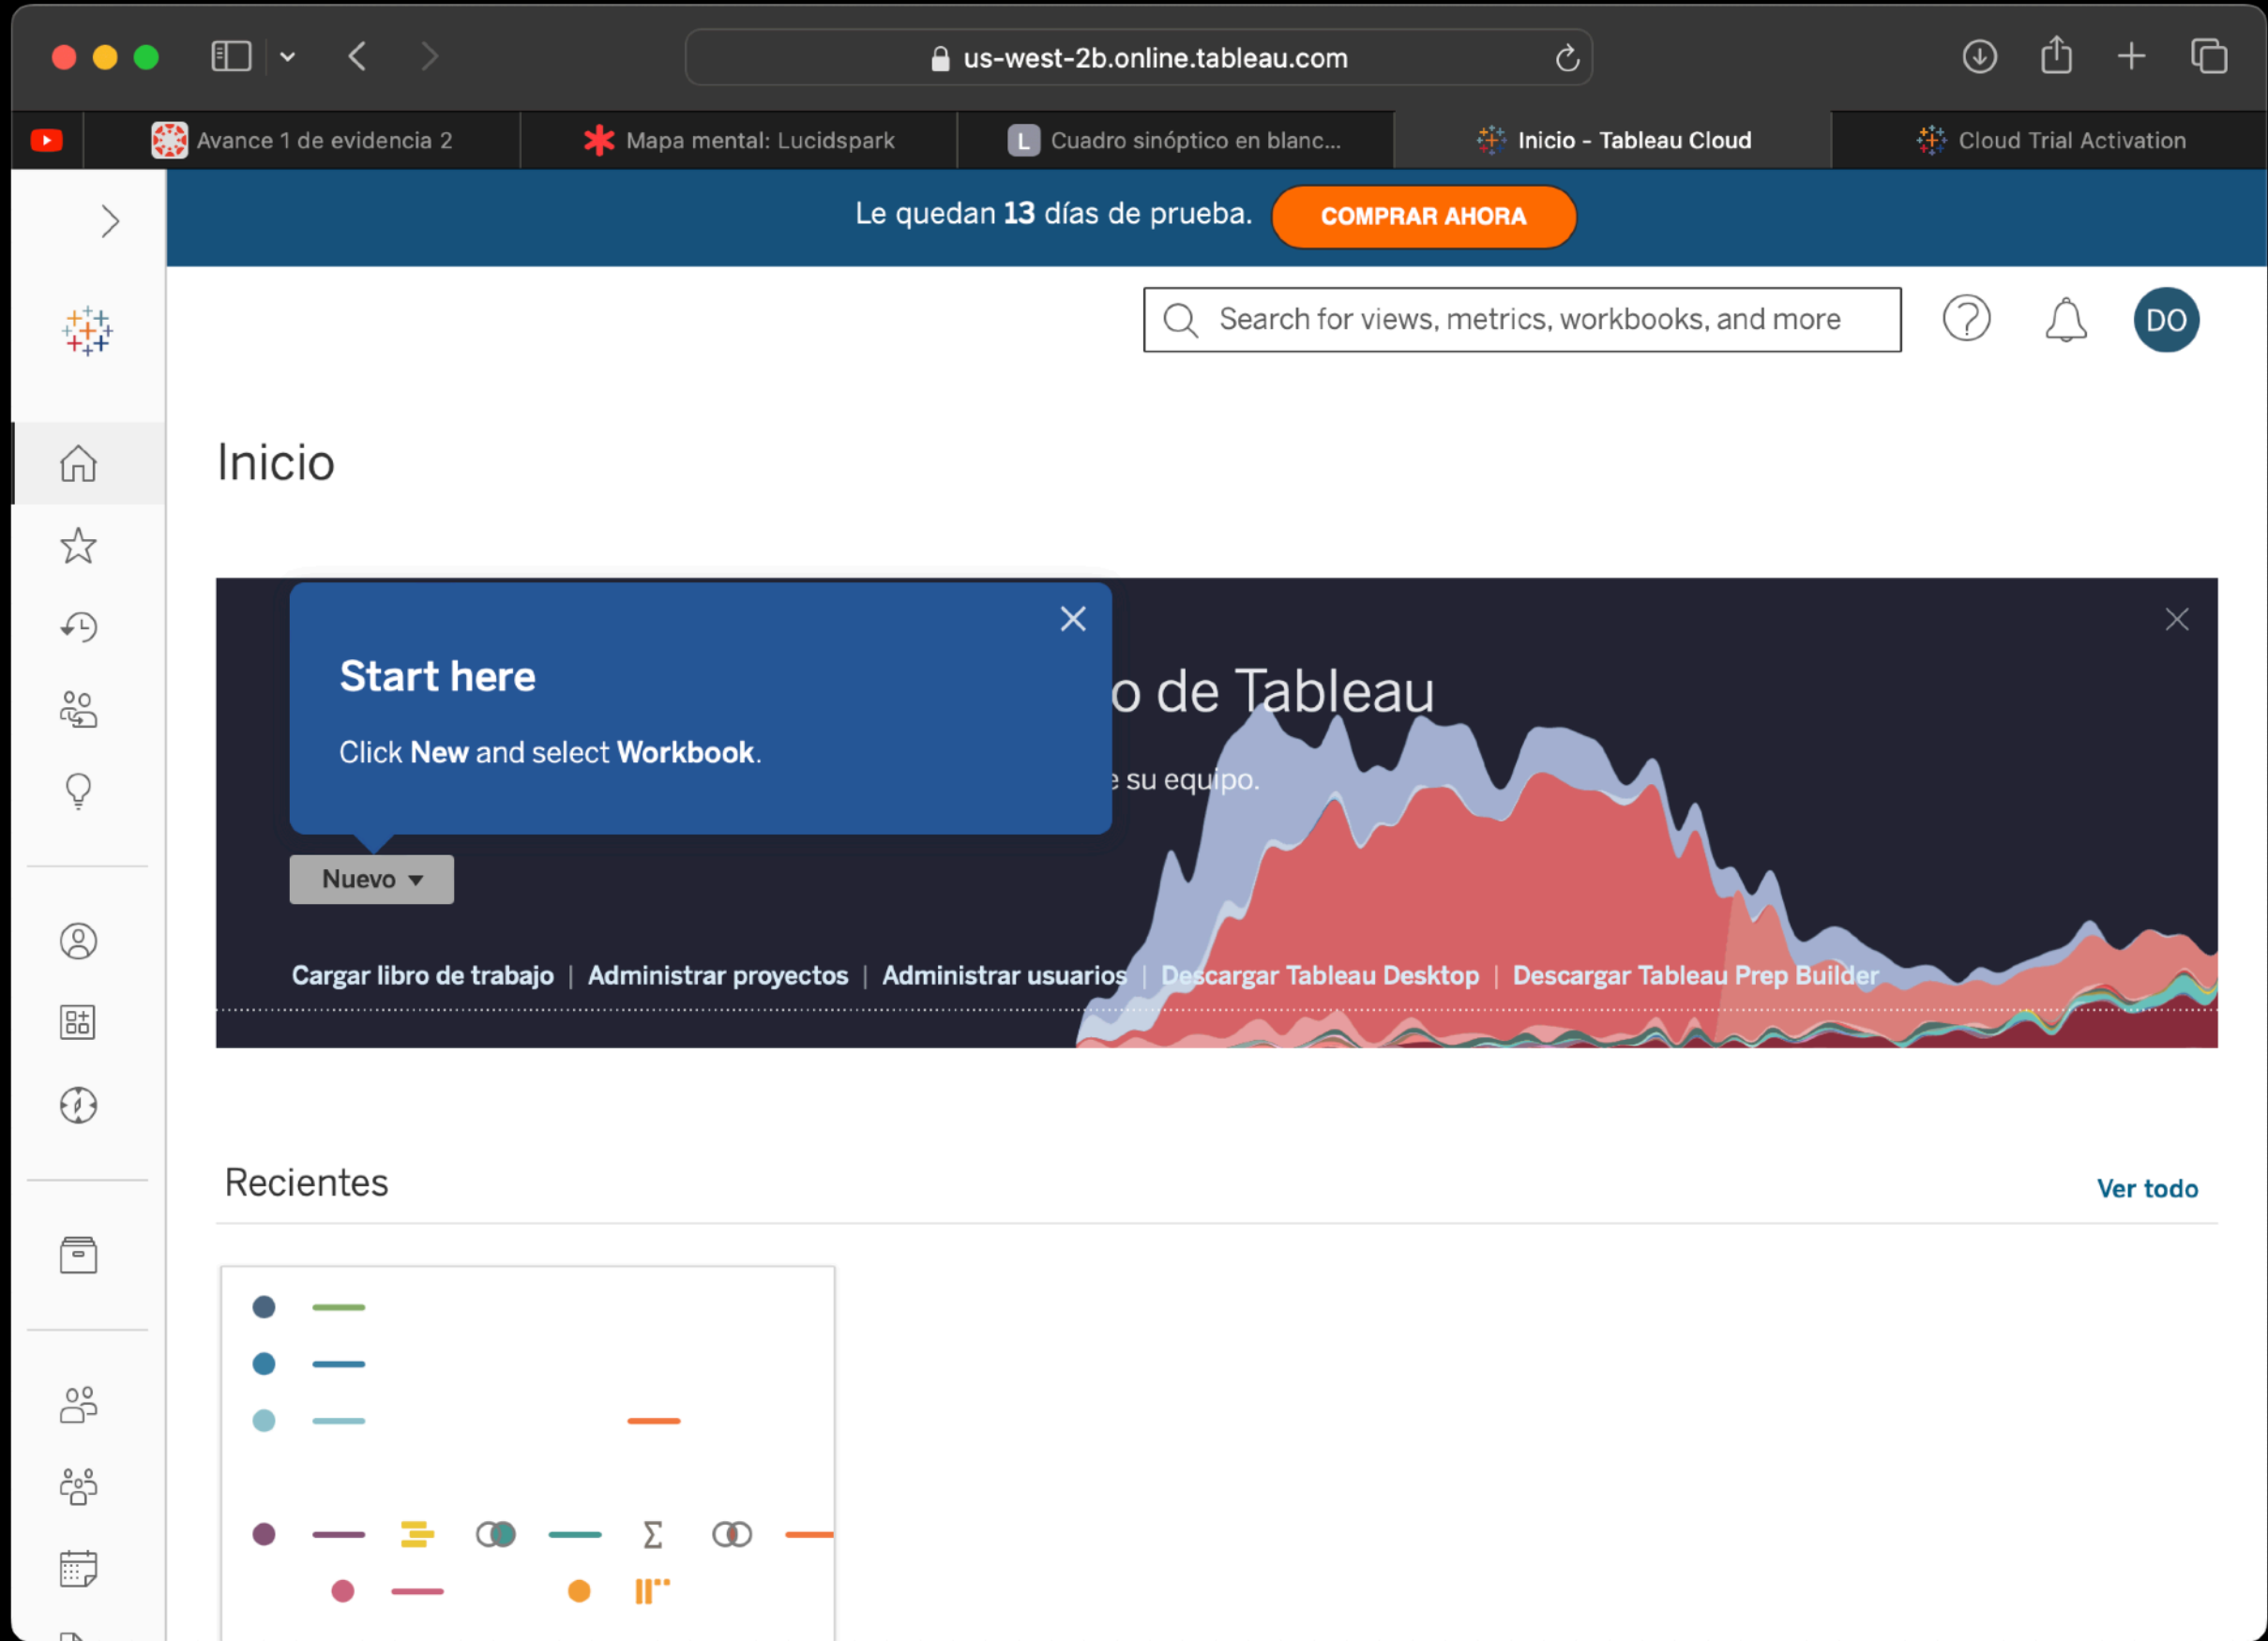 us-west-2b.online.tableau.com
Avance 1 de evidencia 2
Mapa mental: Lucidspark
L Cuadro sinóptico en blanc...
Inicio - Tableau Cloud
Cloud Trial Activation
Le quedan 13 días de prueba. COMPRAR AHORA
Search for views, metrics, workbooks, and more
DO
Inicio
Start here
o de Tableau
Click New and select Workbook.
e su equipo.
Nuevo
Cargar libro de trabajo | Administrar proyectos | Administrar usuarios | Descargar Tableau Desktop | Descargar Tableau Prep Builder
Recientes
Ver todo
Σ